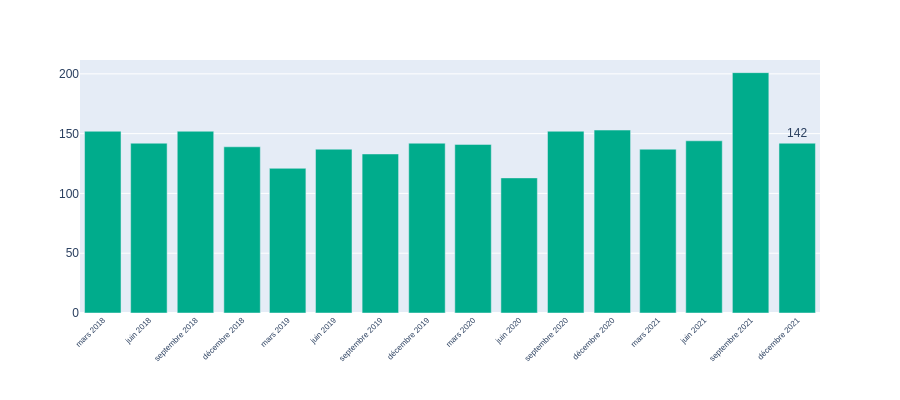 200
150
100
50
0
142
mars 2018
juin 2018
septembre 2018
décembre 2018
mars 2019
juin 2019
septembre 2019
décembre 2019
mars 2020
juin 2020
septembre 2020
décembre 2020
mars 2021
juin 2021
septembre 2021
décembre 2021